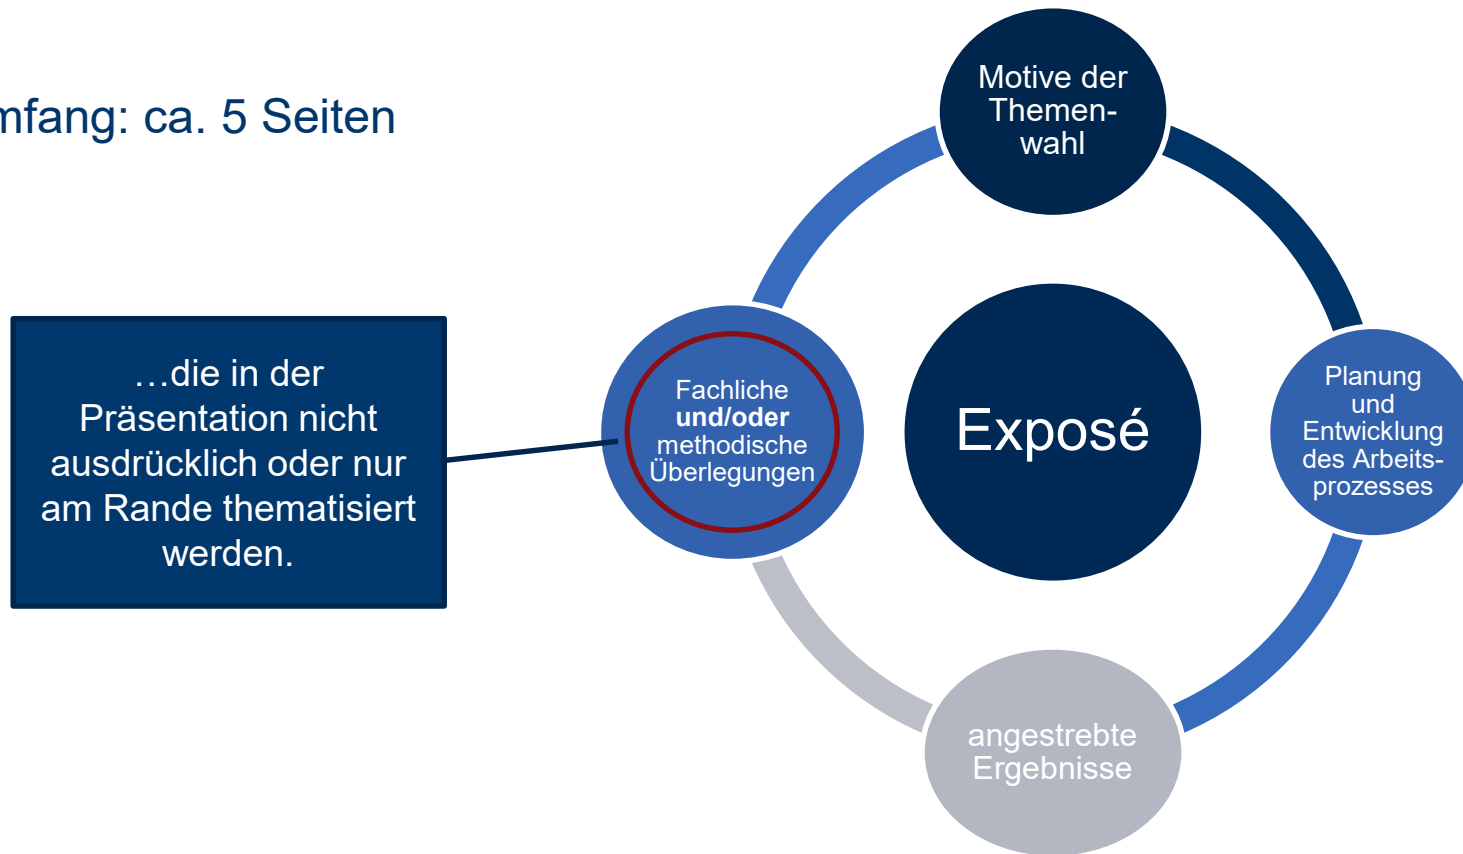 mfang: ca. 5 Seiten
Motive der
Themen-
wahl
…die in der
Präsentation nicht
ausdrücklich oder nur
am Rande thematisiert
werden.
Fachliche
und/oder
methodische
Überlegungen
Exposé
Planung
und
Entwicklung
des Arbeits-
prozesses
angestrebte
Ergebnisse